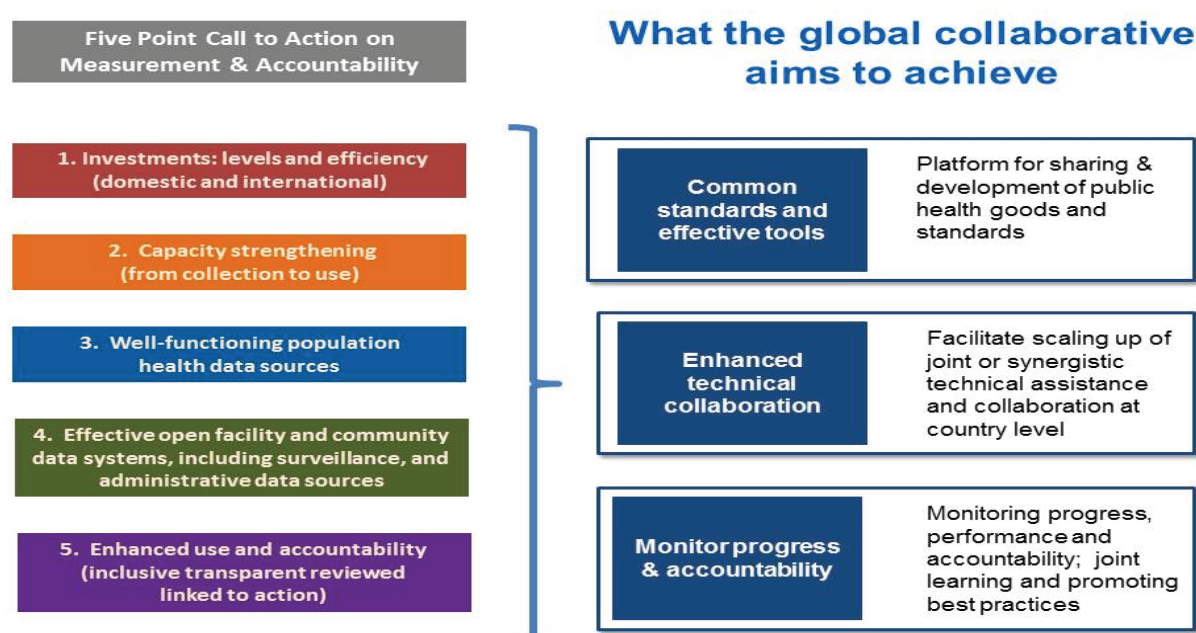 Five Point Call to Action on
Measurement & Accountability
1. Investments: levels and efficiency
(domestic and international)
2. Capacity strengthening
(from collection to use)
3. Well-functioning population
health data sources
4. Effective open facility and community
data systems, including surveillance, and
administrative data sources
5. Enhanced use and accountability
(inclusive transparent reviewed
linked to action)
What the global collaborative
aims to achieve
Common
standards and
effective tools
Platform for sharing &
development of public
health goods and
standards
Enhanced
technical
collaboration
Facilitate scaling up of
joint or synergistic
technical assistance
and collaboration at
country level
Monitor progress
& accountability
Monitoring progress,
performance and
accountability; joint
learning and promoting
best practices